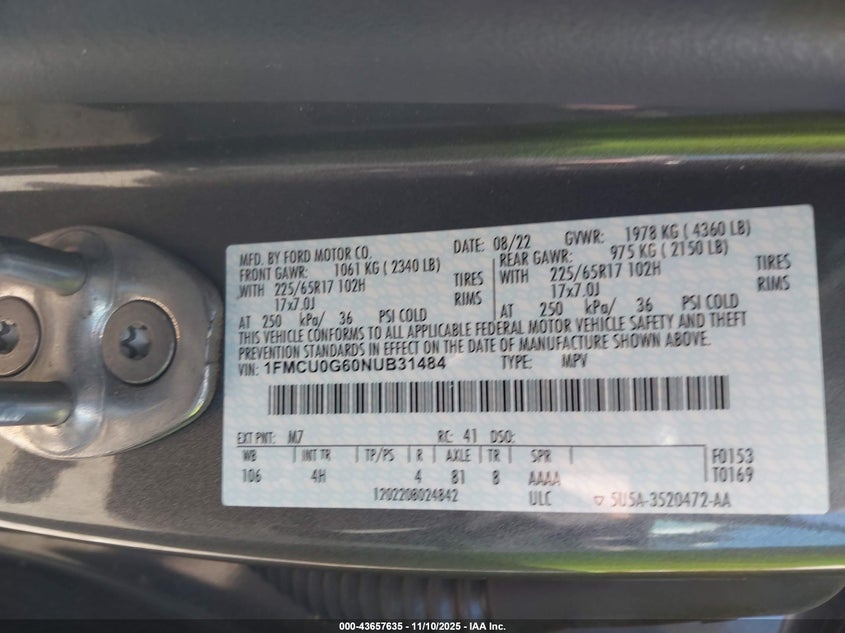 MFD. BY FORD MOTOR CO. DATE: 08/22 GVWR: 1978 KG ( 4360 LB)
FRONT GAWR: 1061 KG ( 2340 LB) REAR GAWR: 975 KG ( 2150 LB)
WITH 225/65R17 102H TIRES WITH 225/65R17 102H TIRES
17x7.0J RIMS 17x7.0J RIMS
AT 250 kPa/ 36 PSI COLD AT 250 kPa/ 36 PSI COLD
THIS VEHICLE CONFORMS TO ALL APPLICABLE FEDERAL MOTOR VEHICLE SAFETY AND THEFT
PREVENTION STANDARDS IN EFFECT ON THE DATE OF MANUFACTURE SHOWN ABOVE.
VIN: 1FMCU0G60NUB31484 TYPE: MPV
EXT PNT: M7 RC: 41 DSO:
WB INT TR TP/PS R AXLE TR SPR F0153
106 4H 4 81 8 AAAA T0169
1202208024842 ULC ▽ 5U5A-3520472-AA
000-43657635 - 11/10/2025 - IAA Inc.